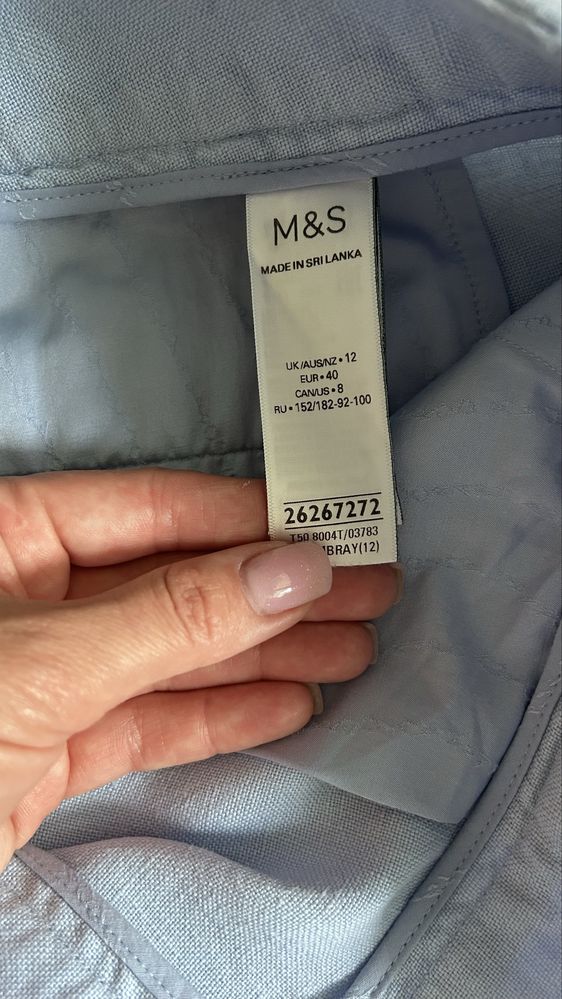 M&S
MADE IN SRI LANKA
UK/AUS/NZ • 12
EUR • 40
CAN/US • 8
RU • 152/182-92-100
26267272
T50 8004T/03783
(12)